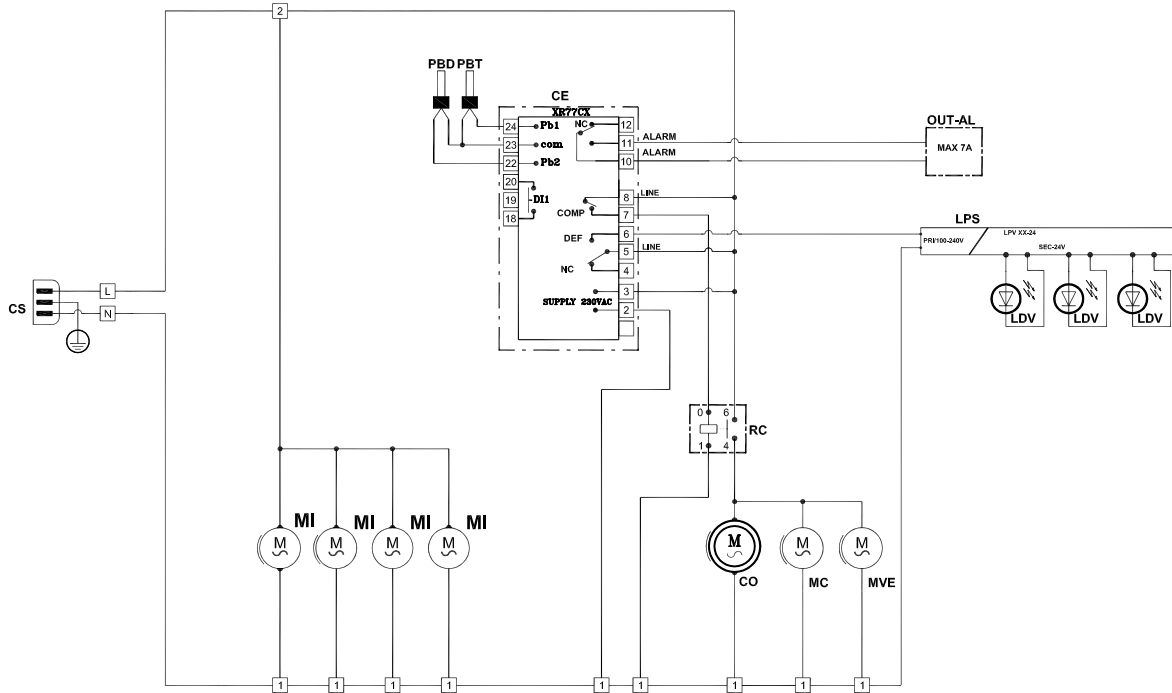 2
PBD PBT
CE
XR77CX
24 Pb1 NC 12
23 com 11 ALARM
22 Pb2 10 ALARM
OUT-AL
MAX 7A
20
19 DI1
18
8 LINE
COMP 7
DEF 6
5 LINE
NC 4
3
SUPPLY 230VAC
2
LPS
PRI/100-240V
LPV XX-24
SEC-24V
LDV LDV LDV
CS
L
N
0 6
RC
1 4
MI MI MI MI
M M M M
M M M
CO MC MVE
1 1 1 1 1 1 1 1 1